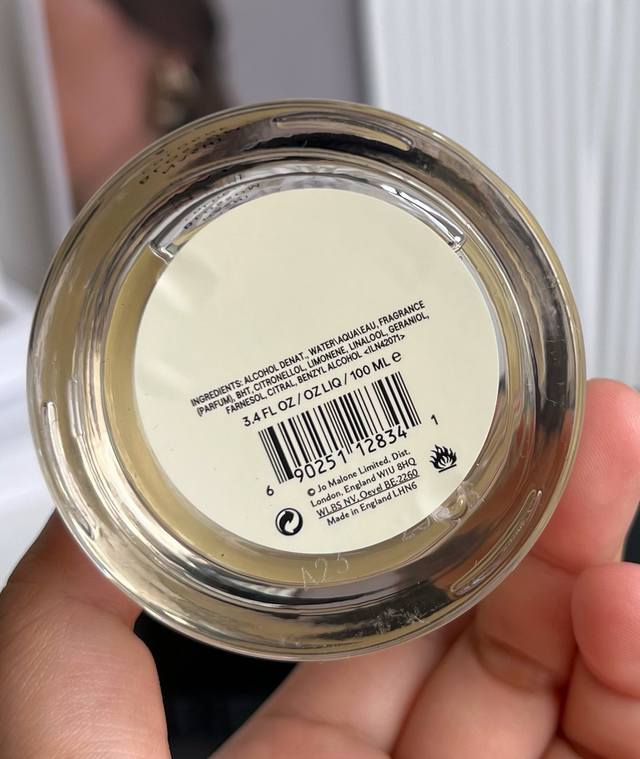 INGREDIENTS: ALCOHOL DENAT., WATER\AQUA\EAU, FRAGRANCE
(PARFUM), BHT, CITRONELLOL, LIMONENE, LINALOOL, GERANIOL,
FARNESOL, CITRAL, BENZYL ALCOHOL <ILN42071>
3.4 FL OZ / OZ LIQ / 100 ML ℮
6 90251 12834 1
© Jo Malone Limited, Dist.
London, England W1U 8HQ
WLBS NV, Oevel BE-2260
Made in England LHN6
A23